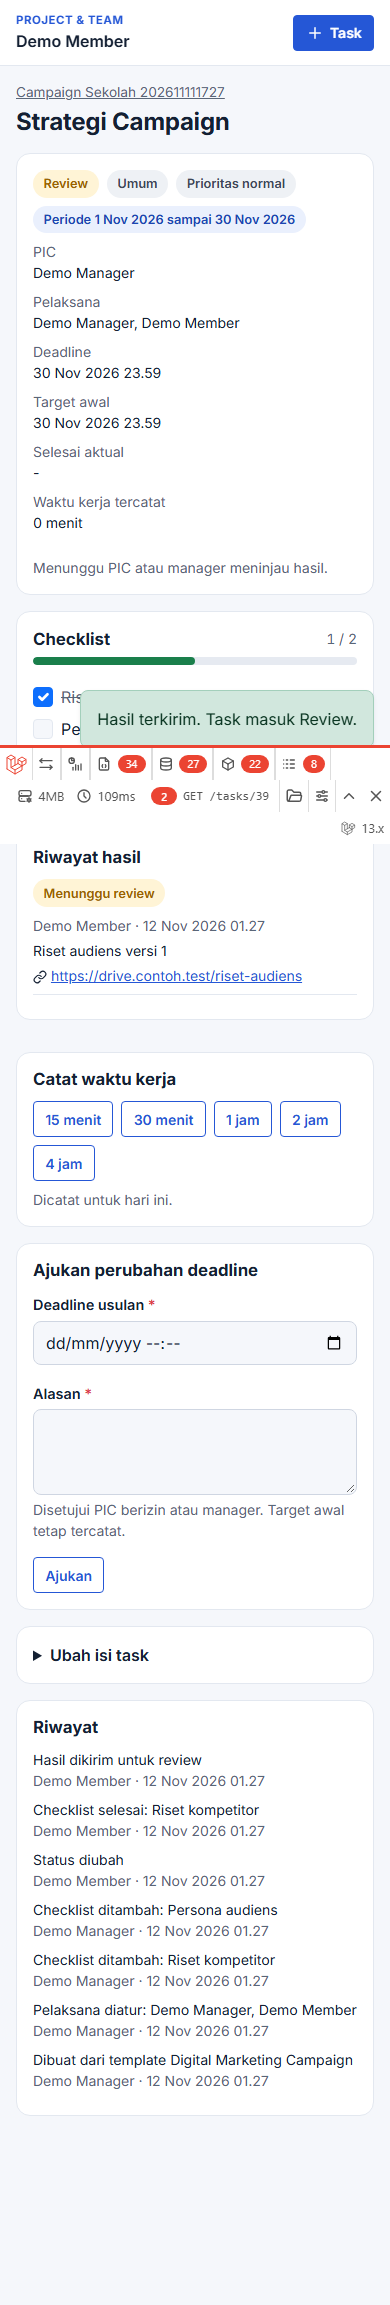 PROJECT & TEAM
Demo Member
+ Task
Campaign Sekolah 202611111727
Strategi Campaign
Review
Umum
Prioritas normal
Periode 1 Nov 2026 sampai 30 Nov 2026
PIC
Demo Manager
Pelaksana
Demo Manager, Demo Member
Deadline
30 Nov 2026 23.59
Target awal
30 Nov 2026 23.59
Selesai aktual
-
Waktu kerja tercatat
0 menit
Menunggu PIC atau manager meninjau hasil.
Checklist
1 / 2
Hasil terkirim. Task masuk Review.
34
27
22
8
4MB
109ms
2
GET /tasks/39
13.x
Riwayat hasil
Menunggu review
Demo Member · 12 Nov 2026 01.27
Riset audiens versi 1
https://drive.contoh.test/riset-audiens
Catat waktu kerja
15 menit
30 menit
1 jam
2 jam
4 jam
Dicatat untuk hari ini.
Ajukan perubahan deadline
Deadline usulan *
dd/mm/yyyy --:--
Alasan *
Disetujui PIC berizin atau manager. Target awal
tetap tercatat.
Ajukan
Ubah isi task
Riwayat
Hasil dikirim untuk review
Demo Member · 12 Nov 2026 01.27
Checklist selesai: Riset kompetitor
Demo Member · 12 Nov 2026 01.27
Status diubah
Demo Member · 12 Nov 2026 01.27
Checklist ditambah: Persona audiens
Demo Manager · 12 Nov 2026 01.27
Checklist ditambah: Riset kompetitor
Demo Manager · 12 Nov 2026 01.27
Pelaksana diatur: Demo Manager, Demo Member
Demo Manager · 12 Nov 2026 01.27
Dibuat dari template Digital Marketing Campaign
Demo Manager · 12 Nov 2026 01.27